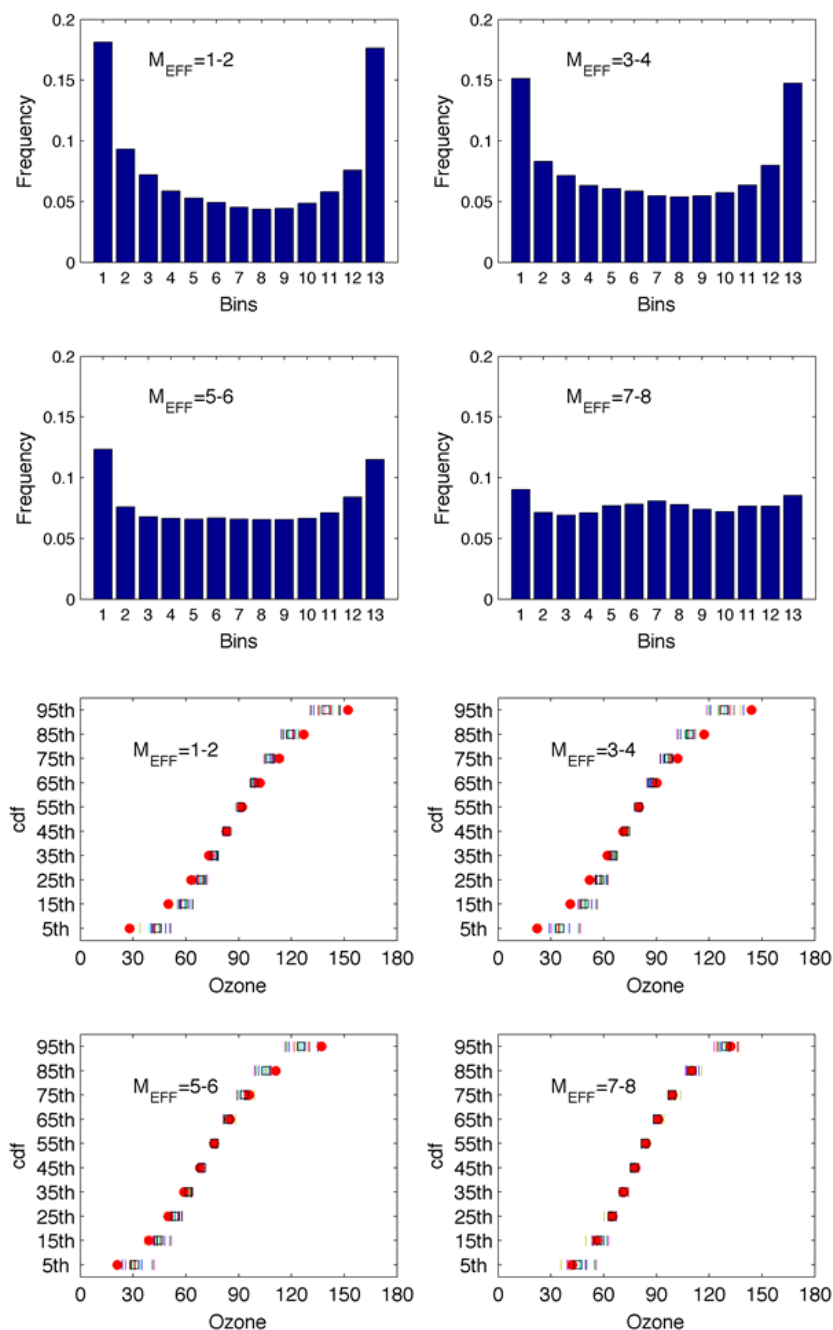 0.2
0.15
0.1
0.05
0
Frequency
M_EFF=1-2
1 2 3 4 5 6 7 8 9 10 11 12 13
Bins
0.2
0.15
0.1
0.05
0
Frequency
M_EFF=3-4
1 2 3 4 5 6 7 8 9 10 11 12 13
Bins
0.2
0.15
0.1
0.05
0
Frequency
M_EFF=5-6
1 2 3 4 5 6 7 8 9 10 11 12 13
Bins
0.2
0.15
0.1
0.05
0
Frequency
M_EFF=7-8
1 2 3 4 5 6 7 8 9 10 11 12 13
Bins
95th
85th
75th
65th
55th
45th
35th
25th
15th
5th
cdf
M_EFF=1-2
0 30 60 90 120 150 180
Ozone
95th
85th
75th
65th
55th
45th
35th
25th
15th
5th
cdf
M_EFF=3-4
0 30 60 90 120 150 180
Ozone
95th
85th
75th
65th
55th
45th
35th
25th
15th
5th
cdf
M_EFF=5-6
0 30 60 90 120 150 180
Ozone
95th
85th
75th
65th
55th
45th
35th
25th
15th
5th
cdf
M_EFF=7-8
0 30 60 90 120 150 180
Ozone